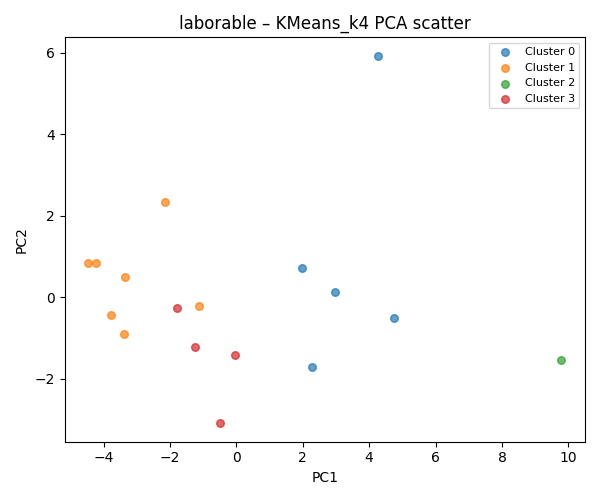 laborable – KMeans_k4 PCA scatter
Cluster 0
Cluster 1
Cluster 2
Cluster 3
PC2
6
4
2
0
−2
−4
−2
0
2
4
6
8
10
PC1